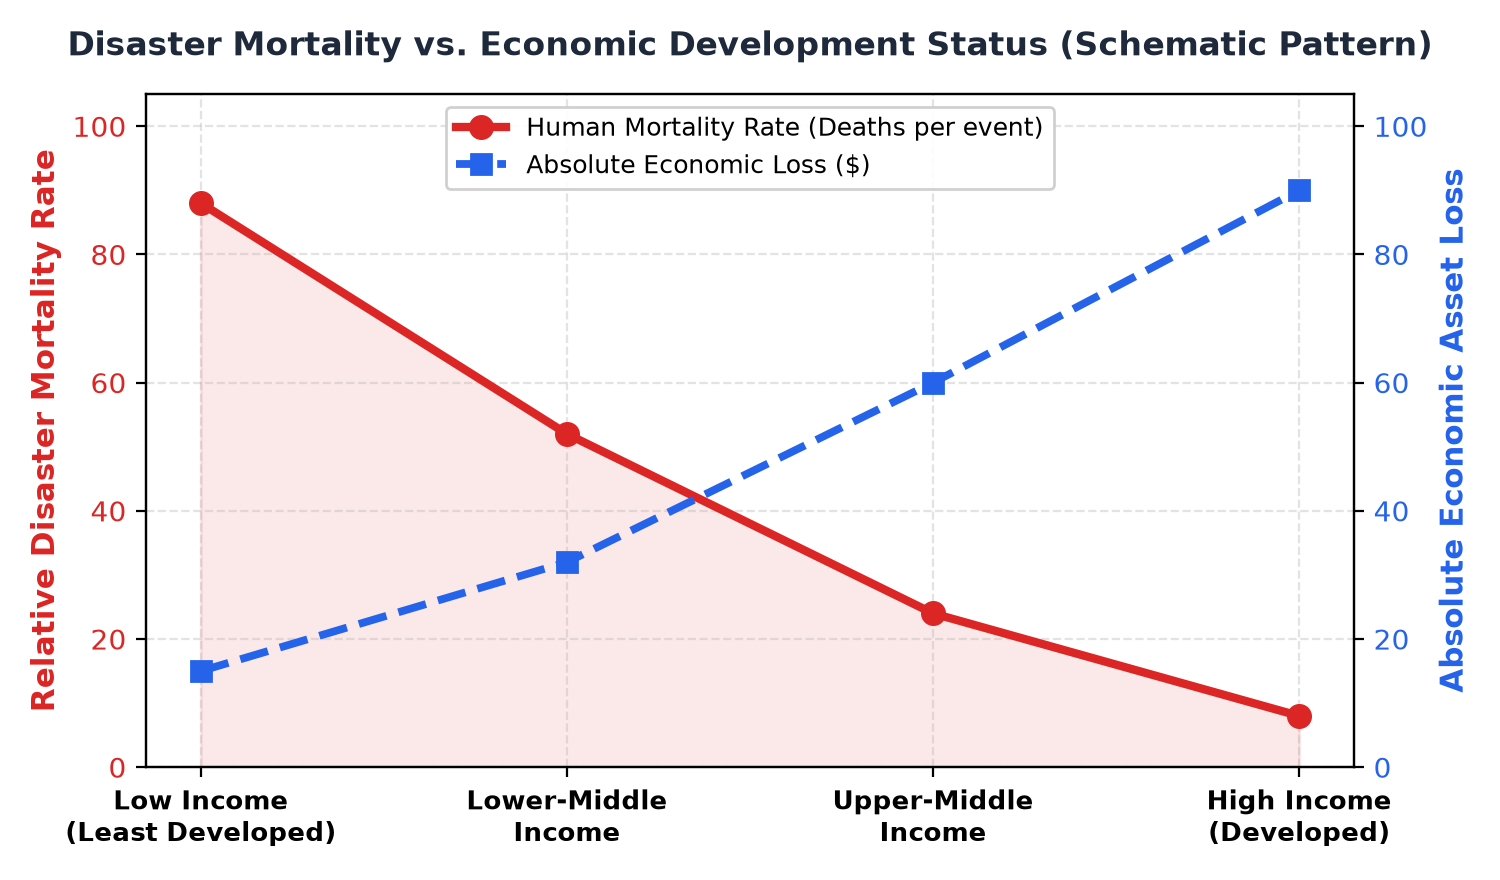 Disaster Mortality vs. Economic Development Status (Schematic Pattern)
Human Mortality Rate (Deaths per event)
Absolute Economic Loss ($)
Relative Disaster Mortality Rate
100
80
60
40
20
0
Absolute Economic Asset Loss
100
80
60
40
20
0
Low Income
(Least Developed)
Lower-Middle
Income
Upper-Middle
Income
High Income
(Developed)